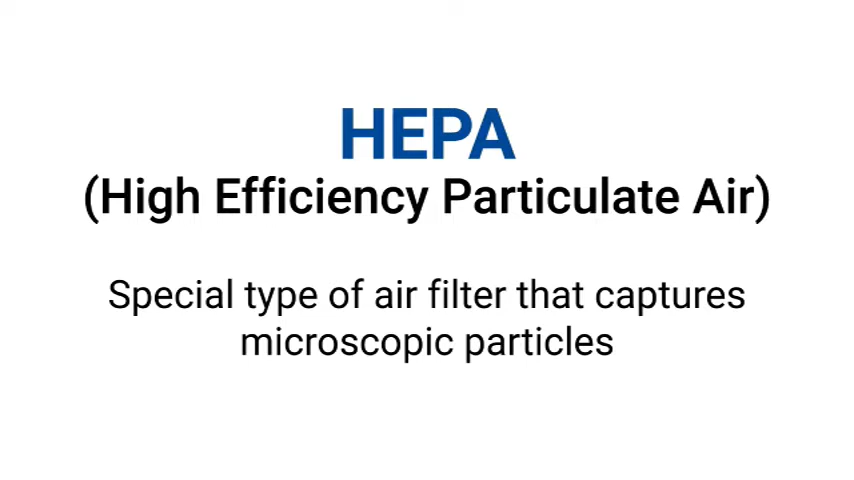 HEPA
(High Efficiency Particulate Air)
Special type of air filter that captures
microscopic particles